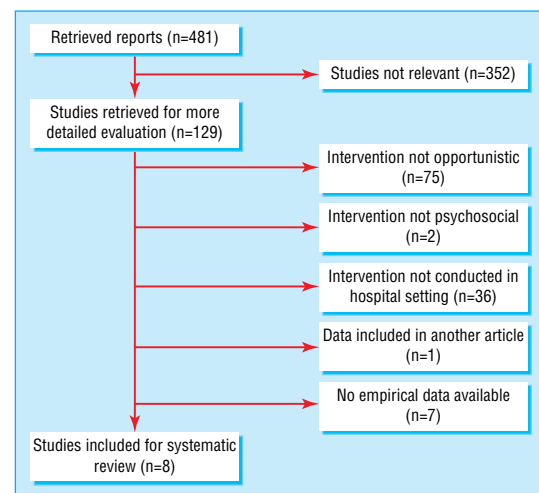 Retrieved reports (n=481)
Studies not relevant (n=352)
Studies retrieved for more
detailed evaluation (n=129)
Intervention not opportunistic
(n=75)
Intervention not psychosocial
(n=2)
Intervention not conducted in
hospital setting (n=36)
Data included in another article
(n=1)
No empirical data available
(n=7)
Studies included for systematic
review (n=8)